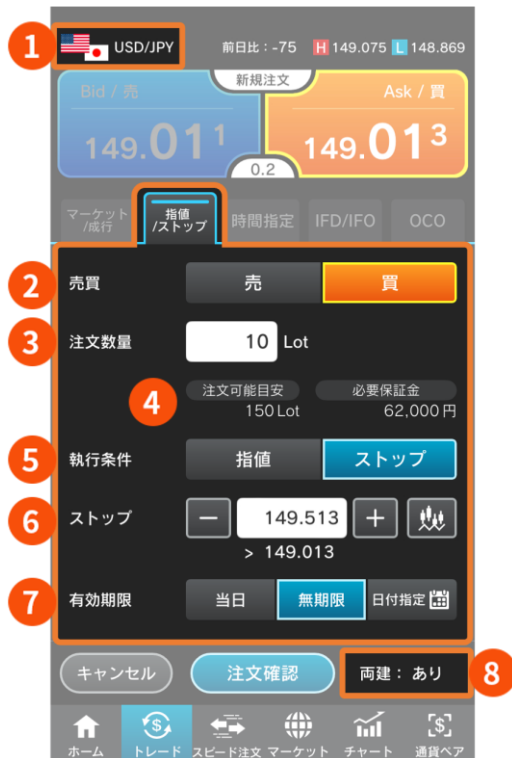 1
USD/JPY 前日比：-75 H 149.075 L 148.869
新規注文
Bid / 売 Ask / 買
149.011 149.013
0.2
マーケット
/成行
指値
/ストップ
時間指定 IFD/IFO OCO
2 売買 売 買
3 注文数量 10 Lot
4 注文可能目安 必要保証金
150 Lot 62,000 円
5 執行条件 指値 ストップ
6 ストップ − 149.513 +
> 149.013
7 有効期限 当日 無期限 日付指定
キャンセル 注文確認 両建： あり 8
ホーム トレード スピード注文 マーケット チャート 通貨ペア